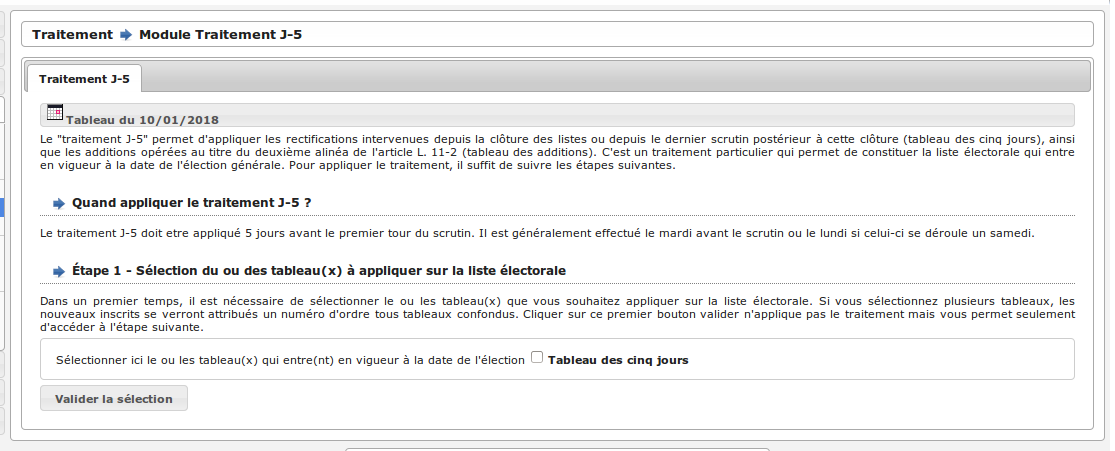 Traitement Module Traitement J-5
Traitement J-5
Tableau du 10/01/2018
Le "traitement J-5" permet d'appliquer les rectifications intervenues depuis la clôture des listes ou depuis le dernier scrutin postérieur à cette clôture (tableau des cinq jours), ainsi
que les additions opérées au titre du deuxième alinéa de l'article L. 11-2 (tableau des additions). C'est un traitement particulier qui permet de constituer la liste électorale qui entre
en vigueur à la date de l'élection générale. Pour appliquer le traitement, il suffit de suivre les étapes suivantes.
Quand appliquer le traitement J-5 ?
Le traitement J-5 doit etre appliqué 5 jours avant le premier tour du scrutin. Il est généralement effectué le mardi avant le scrutin ou le lundi si celui-ci se déroule un samedi.
Étape 1 - Sélection du ou des tableau(x) à appliquer sur la liste électorale
Dans un premier temps, il est nécessaire de sélectionner le ou les tableau(x) que vous souhaitez appliquer sur la liste électorale. Si vous sélectionnez plusieurs tableaux, les
nouveaux inscrits se verront attribués un numéro d'ordre tous tableaux confondus. Cliquer sur ce premier bouton valider n'applique pas le traitement mais vous permet seulement
d'accéder à l'étape suivante.
Sélectionner ici le ou les tableau(x) qui entre(nt) en vigueur à la date de l'élection Tableau des cinq jours
Valider la sélection